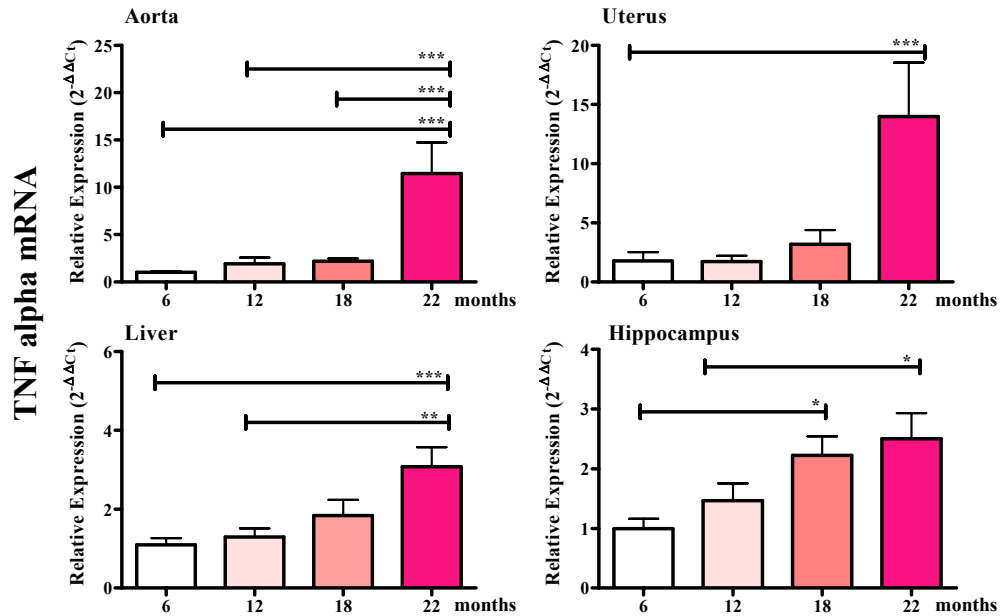 TNF alpha mRNA
Aorta
Relative Expression (2^-ΔΔCt)
25
20
15
10
5
0
***
***
***
6 12 18 22 months
Uterus
Relative Expression (2^-ΔΔCt)
20
15
10
5
0
***
6 12 18 22 months
Liver
Relative Expression (2^-ΔΔCt)
6
4
2
0
***
**
6 12 18 22 months
Hippocampus
Relative Expression (2^-ΔΔCt)
4
3
2
1
0
*
*
6 12 18 22 months